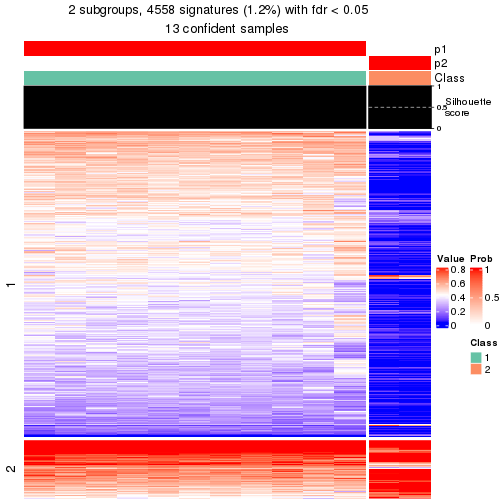 2 subgroups, 4558 signatures (1.2%) with fdr < 0.05
13 confident samples
p1
p2
Class
1
0.5
0
Silhouette
score
1
2
Value
0.8
0.6
0.4
0.2
0
Prob
1
0.5
0
Class
1
2